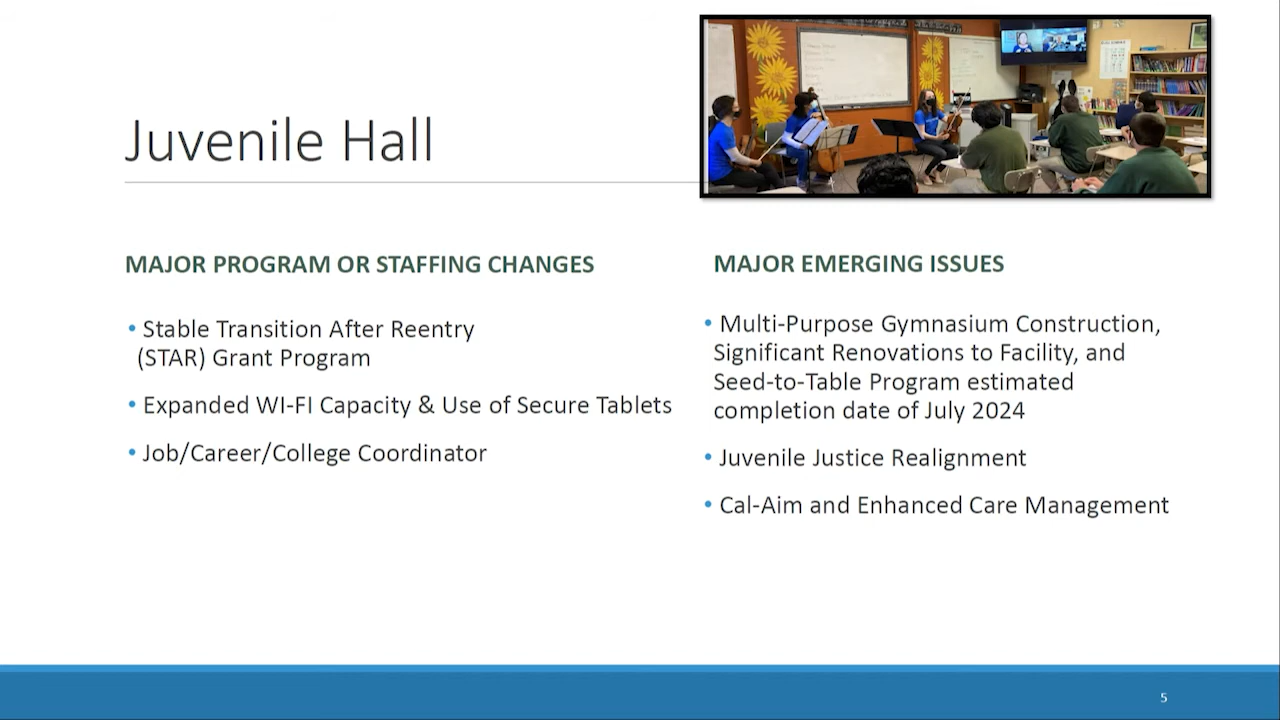 Juvenile Hall
MAJOR PROGRAM OR STAFFING CHANGES
• Stable Transition After Reentry
(STAR) Grant Program
• Expanded WI-FI Capacity & Use of Secure Tablets
• Job/Career/College Coordinator
MAJOR EMERGING ISSUES
• Multi-Purpose Gymnasium Construction,
Significant Renovations to Facility, and
Seed-to-Table Program estimated
completion date of July 2024
• Juvenile Justice Realignment
• Cal-Aim and Enhanced Care Management
5